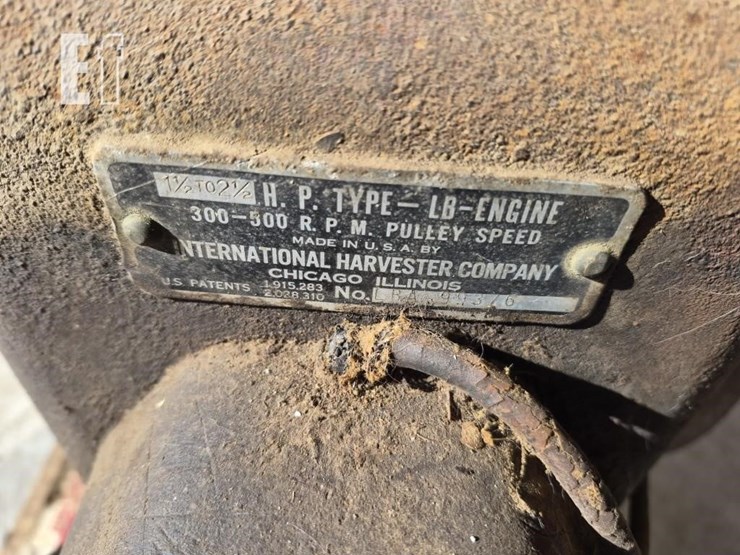 1½ TO 2½ H. P. TYPE – LB-ENGINE
300-500 R. P. M. PULLEY SPEED
MADE IN U. S. A. BY
INTERNATIONAL HARVESTER COMPANY
CHICAGO ILLINOIS
U.S PATENTS 1,915,283
2,028,310 No.